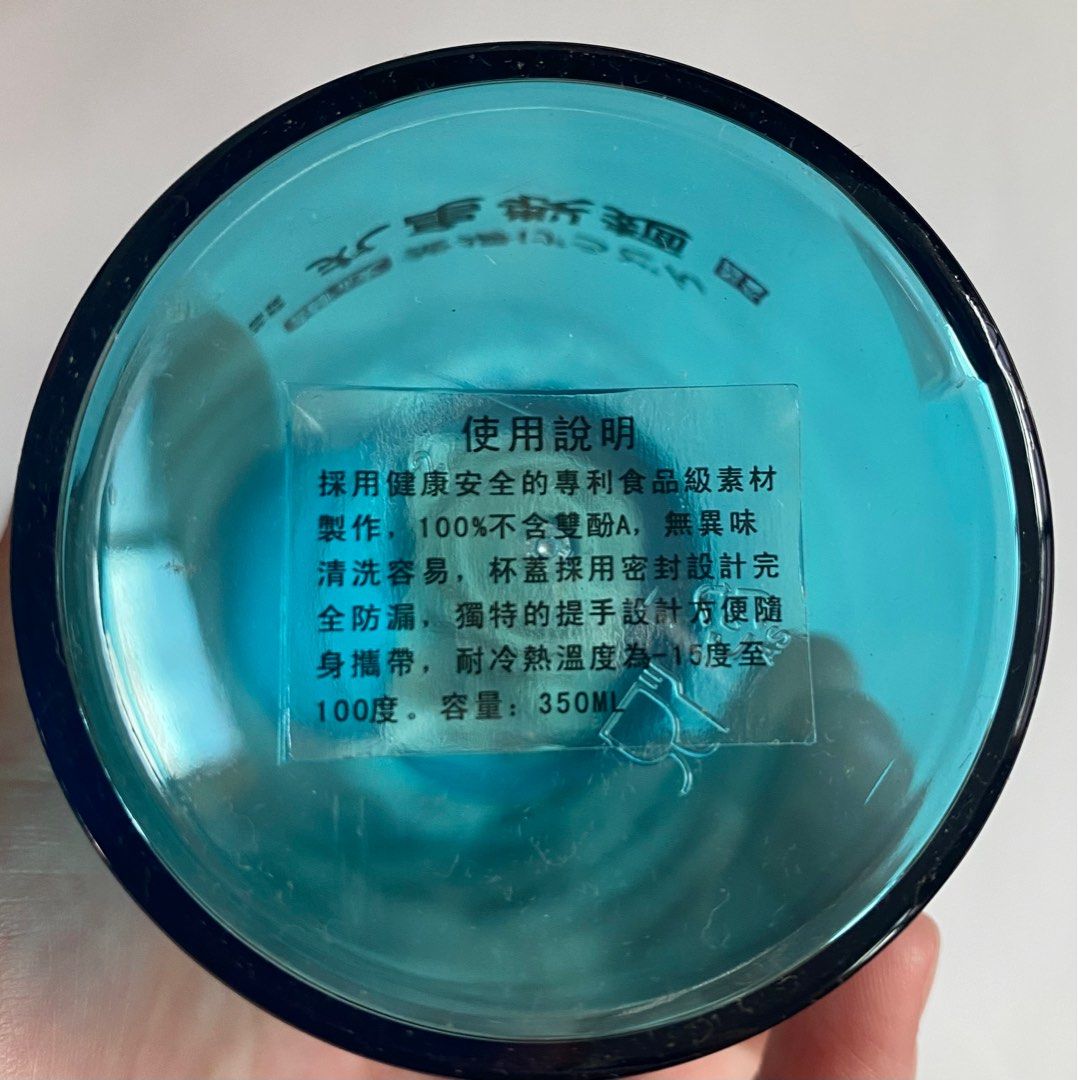 使用說明
採用健康安全的專利食品級素材
製作，100%不含雙酚A，無異味
清洗容易，杯蓋採用密封設計完
全防漏，獨特的提手設計方便隨
身攜帶，耐冷熱溫度為-15度至
100度。容量：350ML